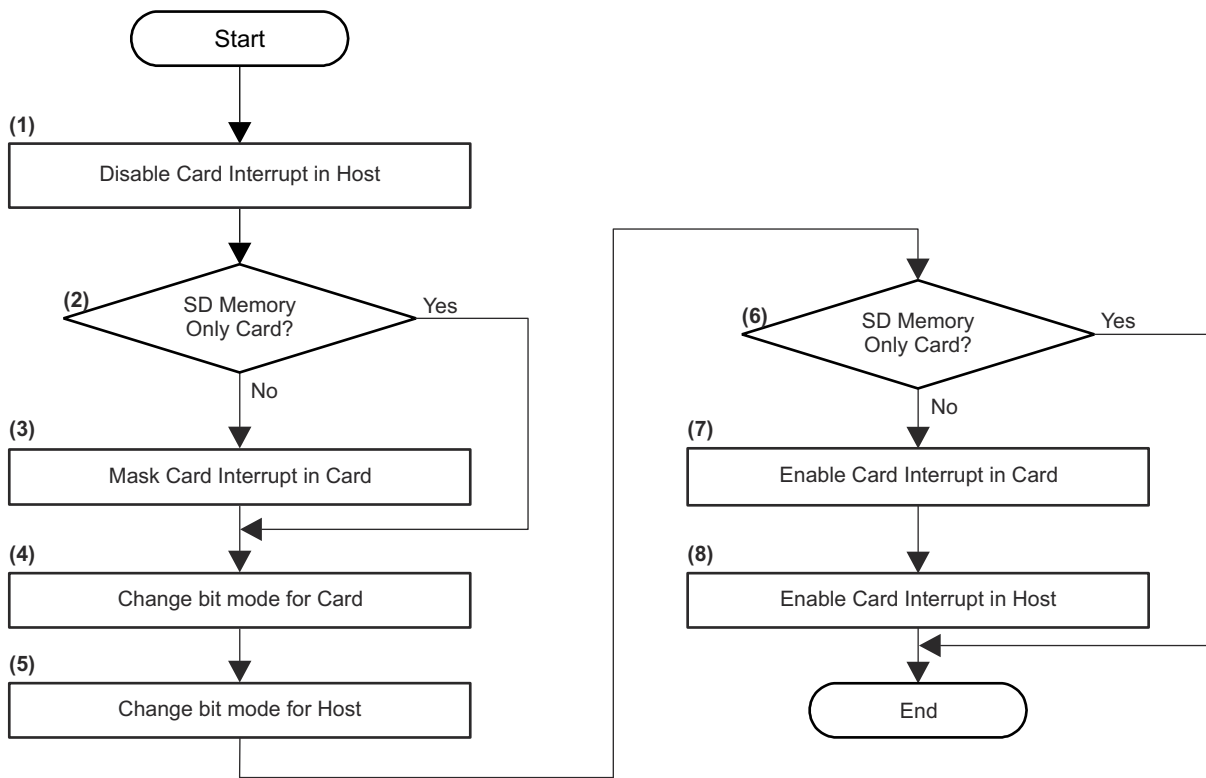 Start
(1)
Disable Card Interrupt in Host
(2)
SD Memory
Only Card?
Yes
No
(3)
Mask Card Interrupt in Card
(4)
Change bit mode for Card
(5)
Change bit mode for Host
(6)
SD Memory
Only Card?
Yes
No
(7)
Enable Card Interrupt in Card
(8)
Enable Card Interrupt in Host
End